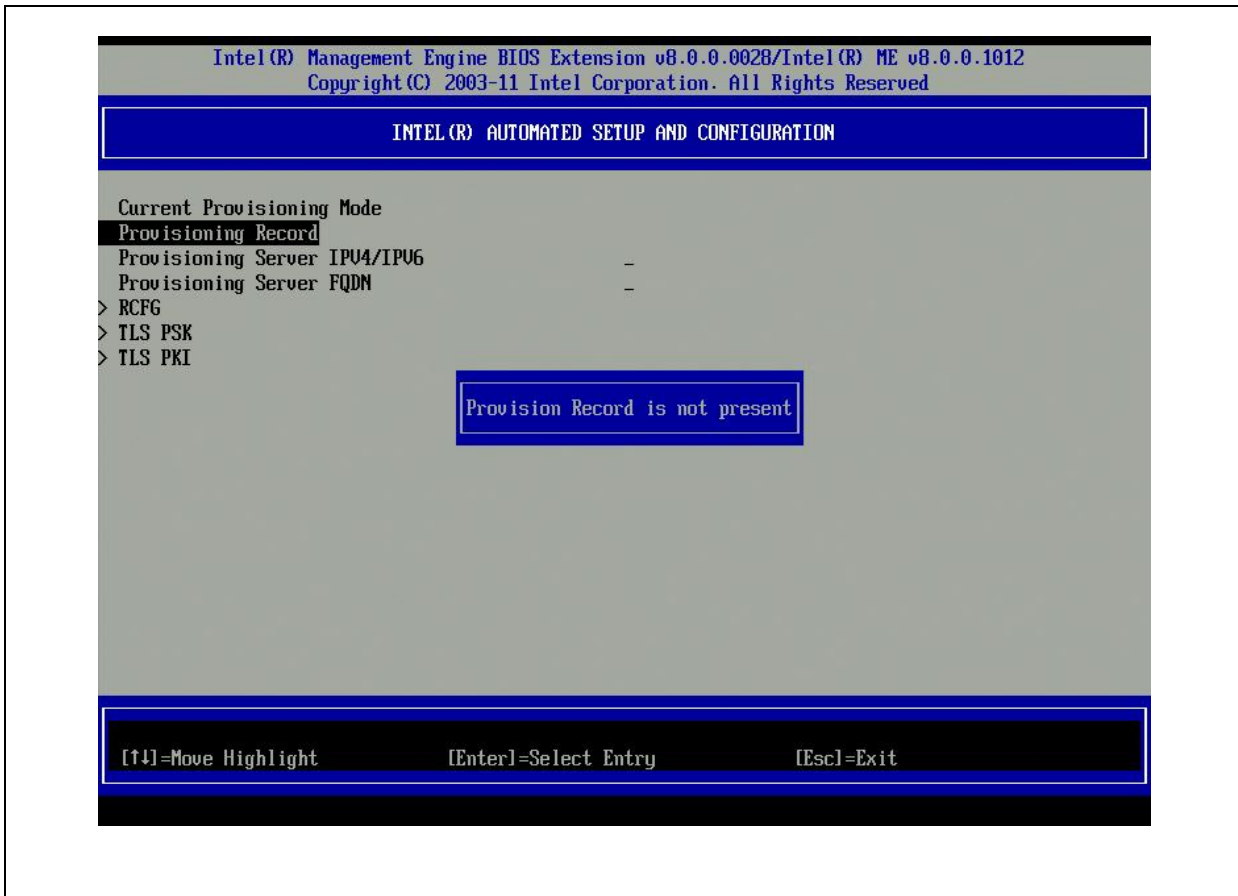 Intel(R) Management Engine BIOS Extension v8.0.0.0028/Intel(R) ME v8.0.0.1012
Copyright(C) 2003-11 Intel Corporation. All Rights Reserved
INTEL(R) AUTOMATED SETUP AND CONFIGURATION
Current Provisioning Mode
Provisioning Record
Provisioning Server IPV4/IPV6 _
Provisioning Server FQDN _
> RCFG
> TLS PSK
> TLS PKI
Provision Record is not present
[↑↓]=Move Highlight [Enter]=Select Entry [Esc]=Exit